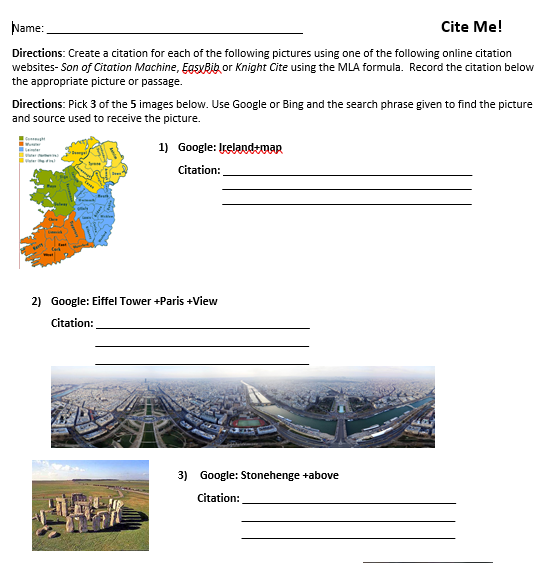 Name:
Cite Me!
Directions: Create a citation for each of the following pictures using one of the following online citation
websites- Son of Citation Machine, EasyBib or Knight Cite using the MLA formula. Record the citation below
the appropriate picture or passage.
Directions: Pick 3 of the 5 images below. Use Google or Bing and the search phrase given to find the picture
and source used to receive the picture.
1) Google: Ireland+map
Citation:
Connaught
Munster
Leinster
2) Google: Eiffel Tower +Paris +View
Citation:
3) Google: Stonehenge +above
Citation: